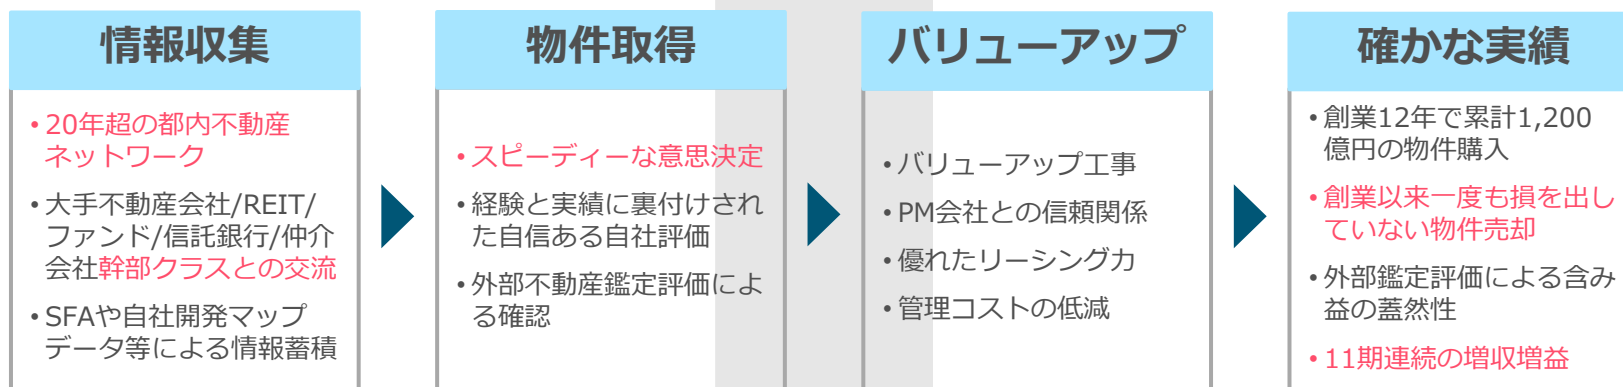 情報収集
• 20年超の都内不動産
ネットワーク
• 大手不動産会社/REIT/
ファンド/信託銀行/仲介
会社幹部クラスとの交流
• SFAや自社開発マップ
データ等による情報蓄積
物件取得
• スピーディーな意思決定
• 経験と実績に裏付けされ
た自信ある自社評価
• 外部不動産鑑定評価によ
る確認
バリューアップ
• バリューアップ工事
• PM会社との信頼関係
• 優れたリーシング力
• 管理コストの低減
確かな実績
• 創業12年で累計1,200
億円の物件購入
• 創業以来一度も損を出し
ていない物件売却
• 外部鑑定評価による含み
益の蓋然性
• 11期連続の増収増益